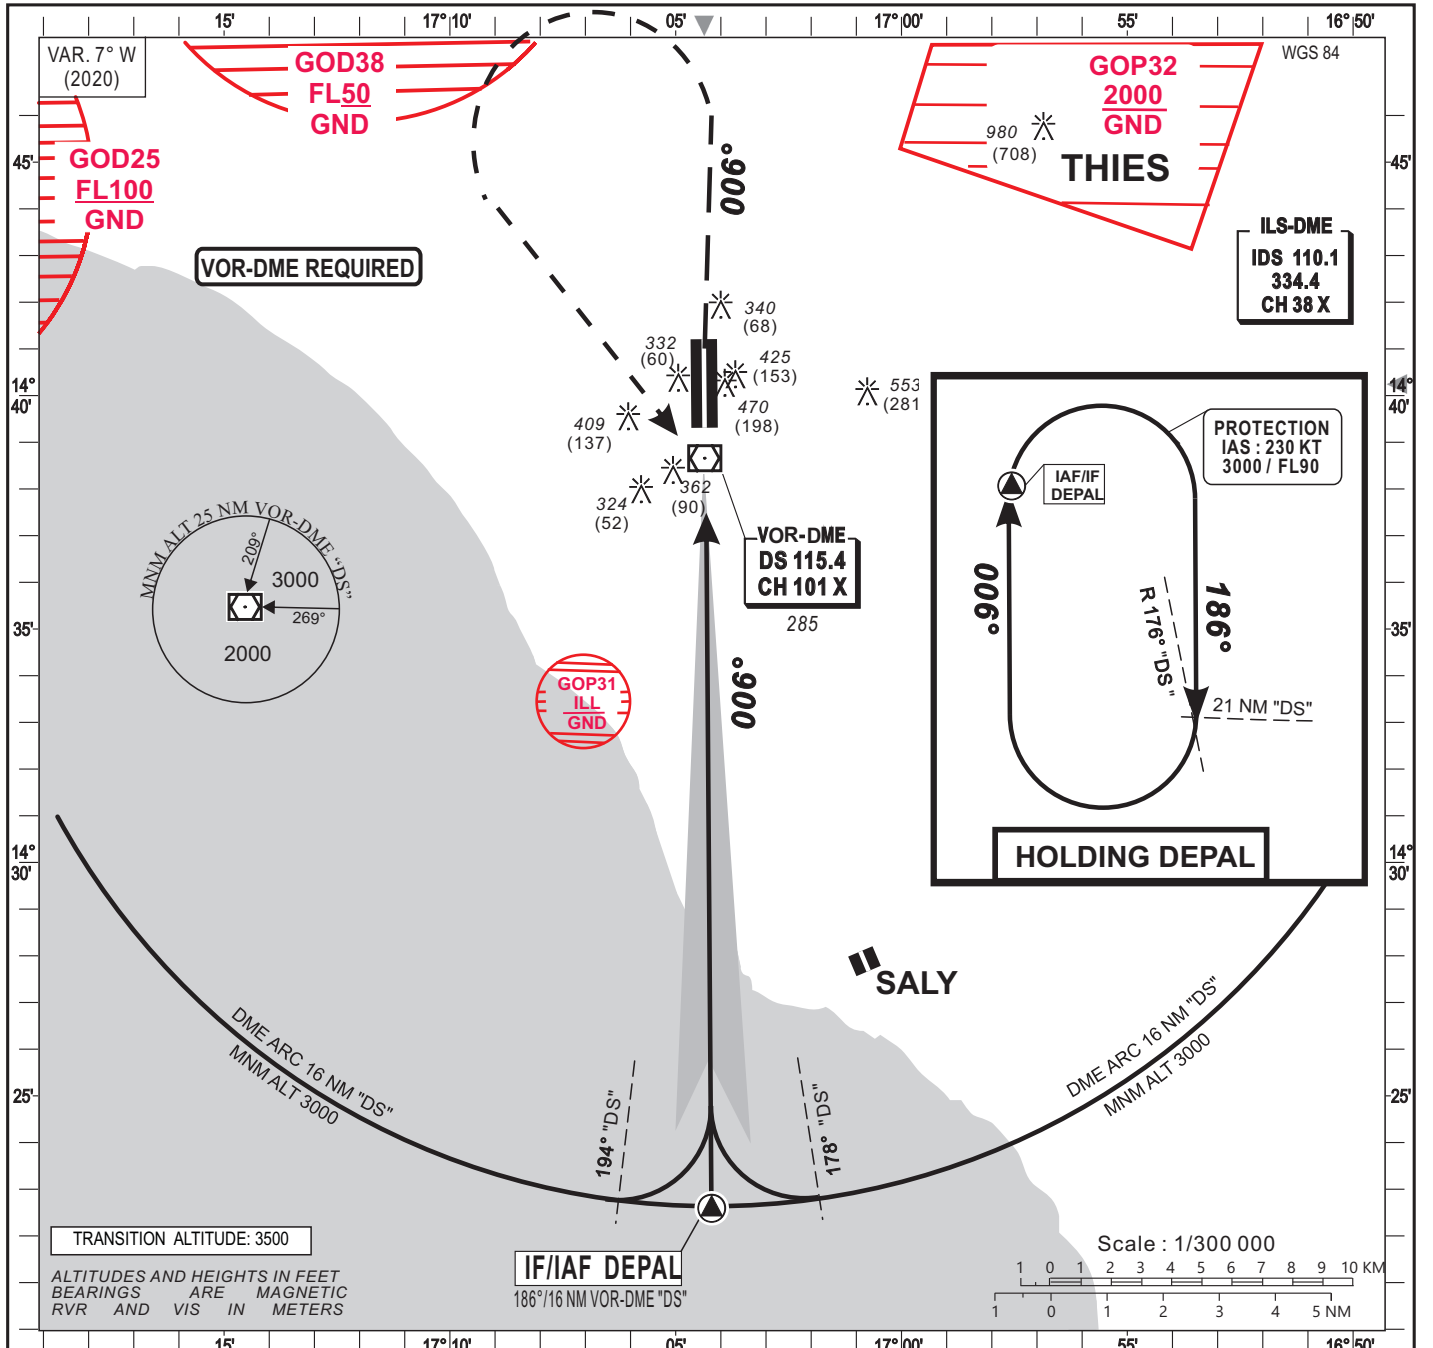 15'
17°10'
05'
17°00'
55'
16°50'
VAR. 7° W
(2020)
WGS 84
GOD38
FL50
GND
GOP32
2000
GND
980
(708)
THIES
45'
45'
GOD25
FL100
GND
006°
VOR-DME REQUIRED
ILS-DME
IDS 110.1
334.4
CH 38 X
340
(68)
332
(60)
425
(153)
470
(198)
409
(137)
553
(281
14°
40'
14°
40'
362
(90)
324
(52)
PROTECTION
IAS : 230 KT
3000 / FL90
IAF/IF
DEPAL
MNM ALT 25 NM VOR-DME "DS"
209°
3000
269°
2000
VOR-DME
DS 115.4
CH 101 X
285
006°
186°
R 176° "DS"
21 NM "DS"
35'
35'
GOP31
ILL
GND
006°
HOLDING DEPAL
14°
30'
14°
30'
SALY
DME ARC 16 NM "DS"
MNM ALT 3000
DME ARC 16 NM "DS"
MNM ALT 3000
25'
25'
194° "DS"
178° "DS"
TRANSITION ALTITUDE: 3500
ALTITUDES AND HEIGHTS IN FEET
BEARINGS ARE MAGNETIC
RVR AND VIS IN METERS
IF/IAF DEPAL
186°/16 NM VOR-DME "DS"
Scale : 1/300 000
1 0 1 2 3 4 5 6 7 8 9 10 KM
1 0 1 2 3 4 5 NM
15'
17°10'
05'
17°00'
55'
16°50'